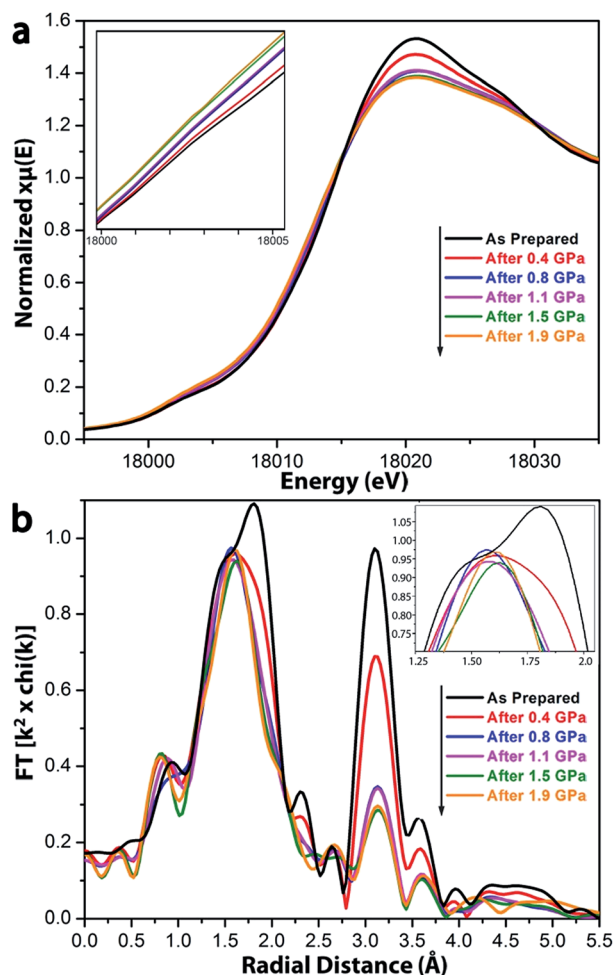 a
Normalized xμ(E)
1.6
1.4
1.2
1.0
0.8
0.6
0.4
0.2
0.0
18000
18005
As Prepared
After 0.4 GPa
After 0.8 GPa
After 1.1 GPa
After 1.5 GPa
After 1.9 GPa
18000 18010 18020 18030
Energy (eV)
b
FT [k² x chi(k)]
1.0
0.8
0.6
0.4
0.2
0.0
1.05
1.00
0.95
0.90
0.85
0.80
0.75
1.25 1.50 1.75 2.0
As Prepared
After 0.4 GPa
After 0.8 GPa
After 1.1 GPa
After 1.5 GPa
After 1.9 GPa
0.0 0.5 1.0 1.5 2.0 2.5 3.0 3.5 4.0 4.5 5.0 5.5
Radial Distance (Å)